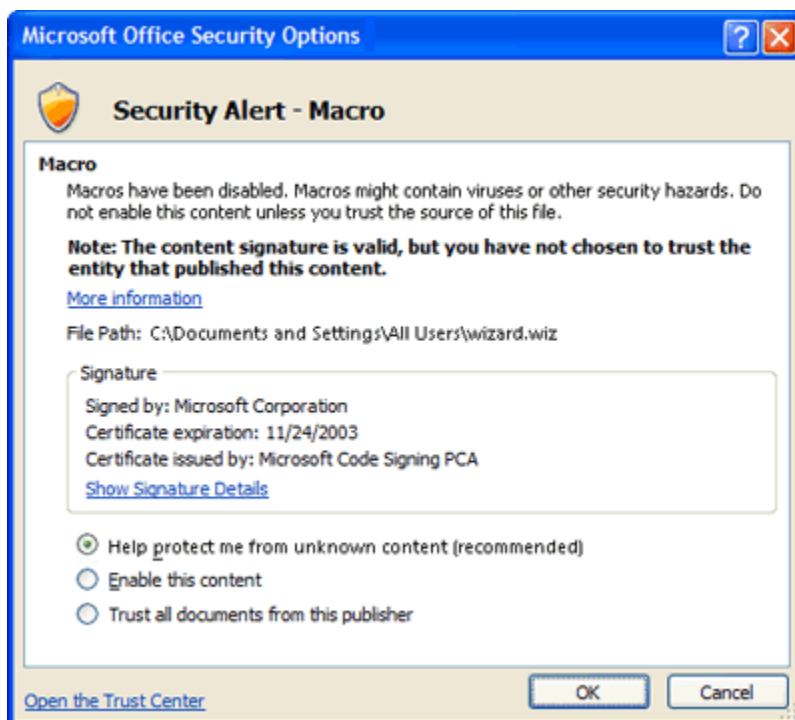 Microsoft Office Security Options
Security Alert - Macro
Macro
Macros have been disabled. Macros might contain viruses or other security hazards. Do
not enable this content unless you trust the source of this file.
Note: The content signature is valid, but you have not chosen to trust the
entity that published this content.
More information
File Path: C:\Documents and Settings\All Users\wizard.wiz
Signature
Signed by: Microsoft Corporation
Certificate expiration: 11/24/2003
Certificate issued by: Microsoft Code Signing PCA
Show Signature Details
Help protect me from unknown content (recommended)
Enable this content
Trust all documents from this publisher
Open the Trust Center
OK
Cancel